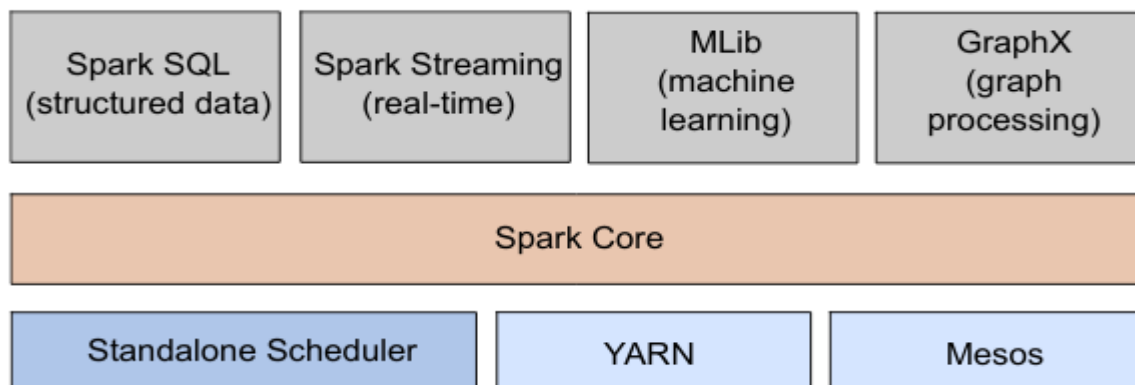 Spark SQL
(structured data)
Spark Streaming
(real-time)
MLib
(machine
learning)
GraphX
(graph
processing)
Spark Core
Standalone Scheduler
YARN
Mesos